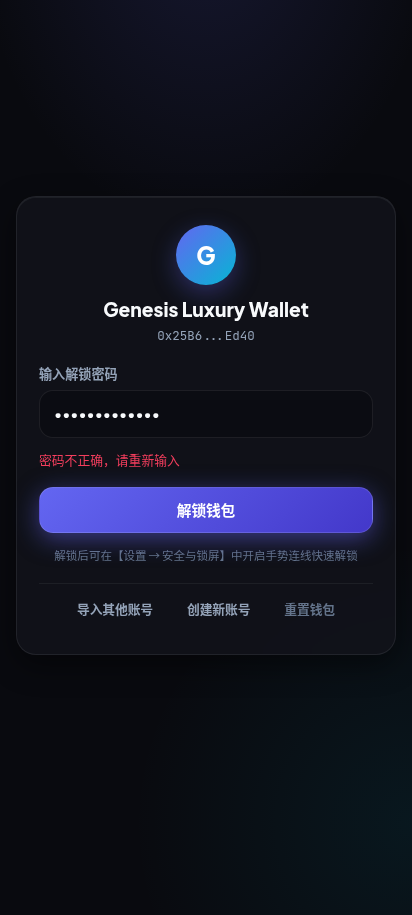 G
Genesis Luxury Wallet
0x25B6...Ed40
输入解锁密码
•••••••••••••
密码不正确，请重新输入
解锁钱包
解锁后可在【设置 → 安全与锁屏】中开启手势连线快速解锁
导入其他账号 创建新账号 重置钱包